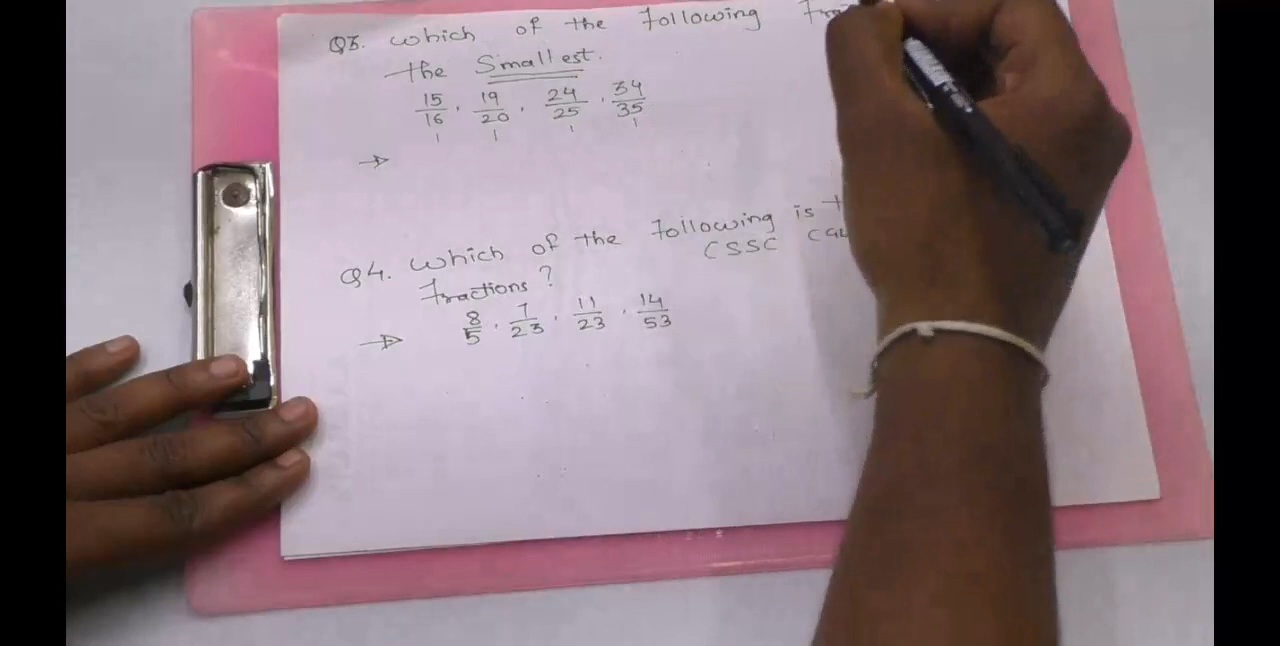 Q3. Which of the Following
the Smallest.
15/16, 19/20, 24/25, 34/35
Q4. Which of the Following is
(SSC
Fractions?
8/5, 7/23, 11/23, 14/53